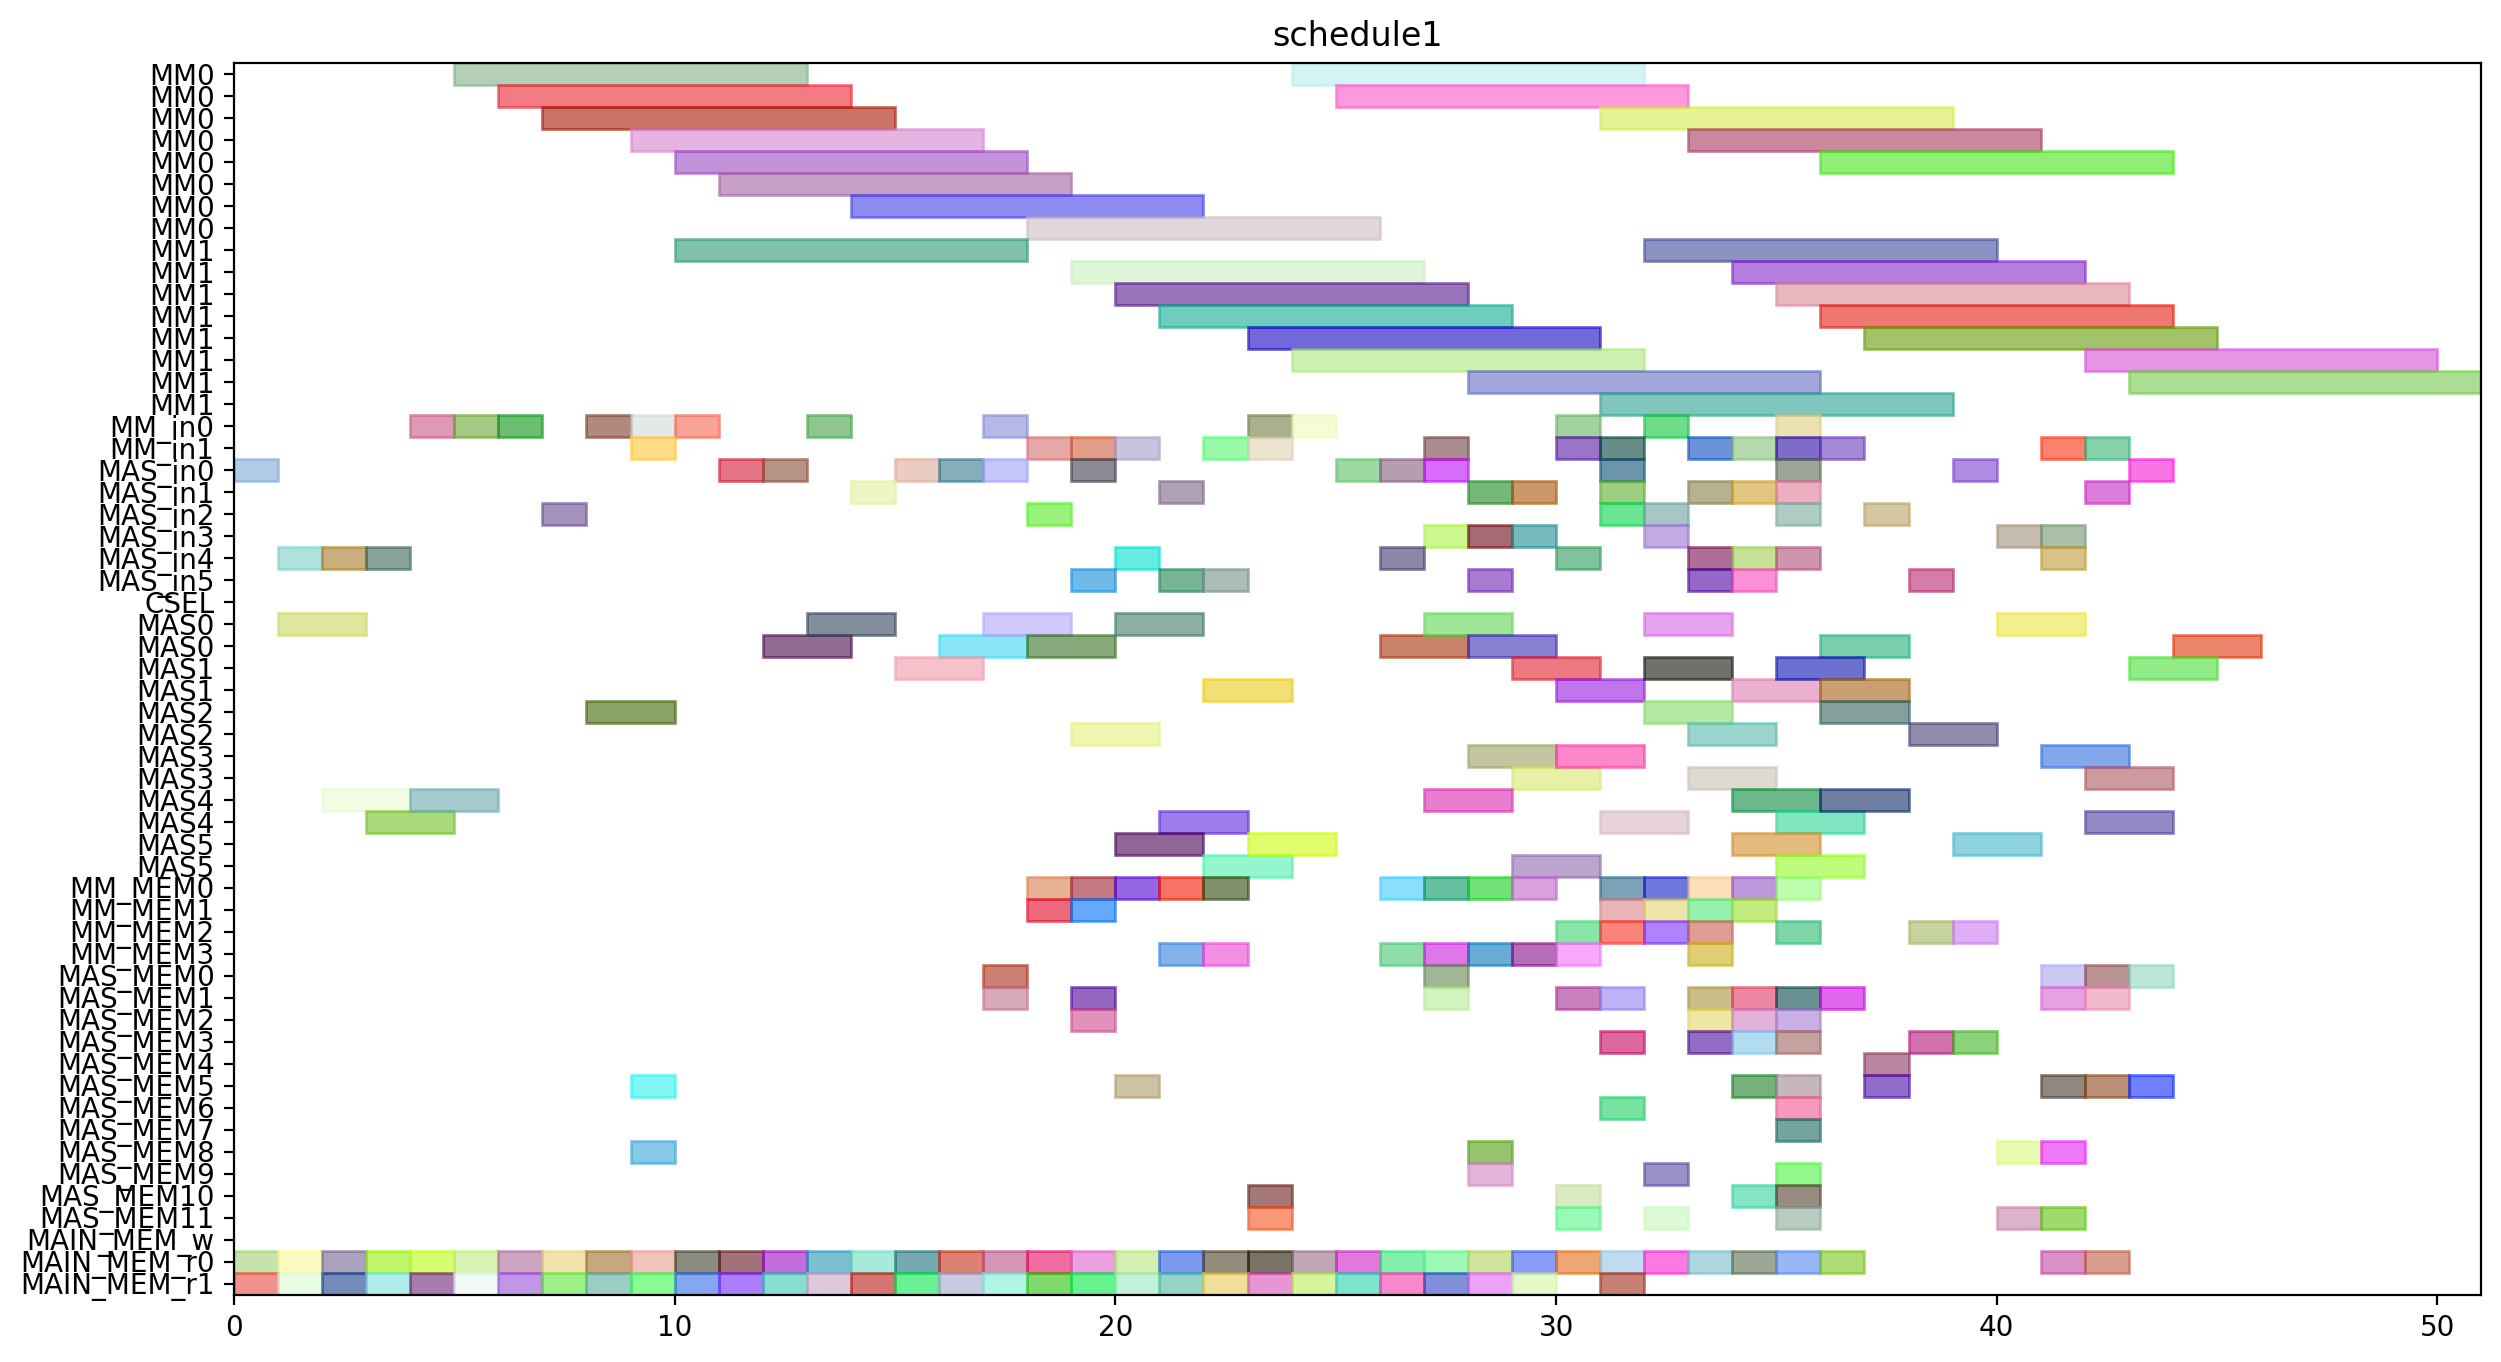 schedule1
MM0
MM0
MM0
MM0
MM0
MM0
MM0
MM0
MM1
MM1
MM1
MM1
MM1
MM1
MM1
MM1
MM_in0
MM_in1
MAS_in0
MAS_in1
MAS_in2
MAS_in3
MAS_in4
MAS_in5
CSEL
MAS0
MAS0
MAS1
MAS1
MAS2
MAS2
MAS3
MAS3
MAS4
MAS4
MAS5
MAS5
MM_MEM0
MM_MEM1
MM_MEM2
MM_MEM3
MAS_MEM0
MAS_MEM1
MAS_MEM2
MAS_MEM3
MAS_MEM4
MAS_MEM5
MAS_MEM6
MAS_MEM7
MAS_MEM8
MAS_MEM9
MAS_MEM10
MAS_MEM11
MAIN_MEM_w
MAIN_MEM_r0
MAIN_MEM_r1
0 10 20 30 40 50